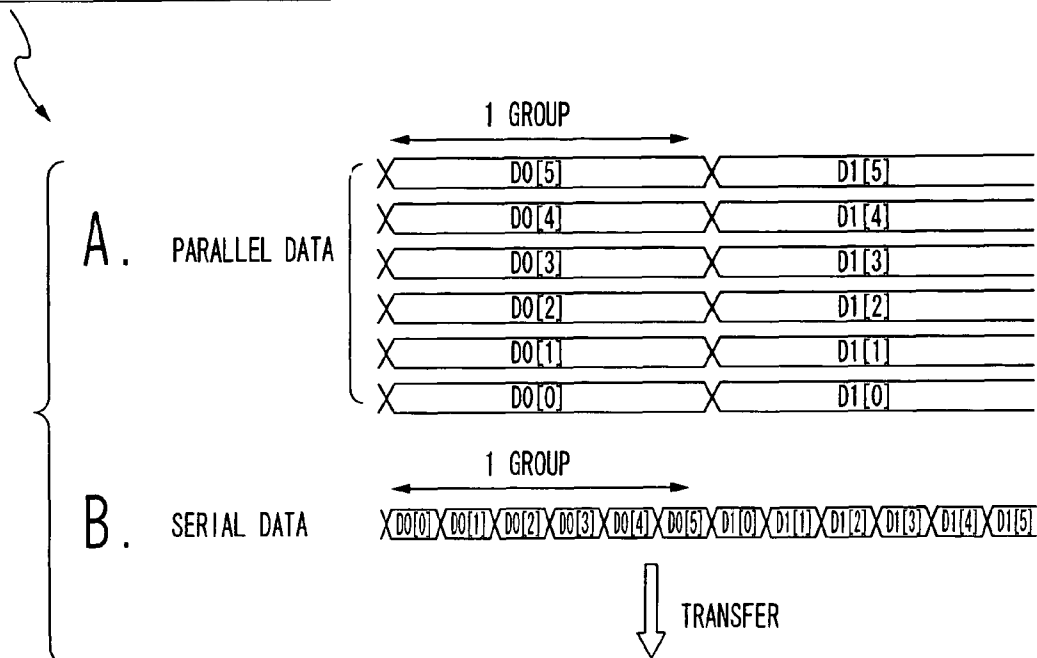 1 GROUP
D0[5] D1[5]
D0[4] D1[4]
A. PARALLEL DATA D0[3] D1[3]
D0[2] D1[2]
D0[1] D1[1]
D0[0] D1[0]
1 GROUP
B. SERIAL DATA D0[0] D0[1] D0[2] D0[3] D0[4] D0[5] D1[0] D1[1] D1[2] D1[3] D1[4] D1[5]
TRANSFER